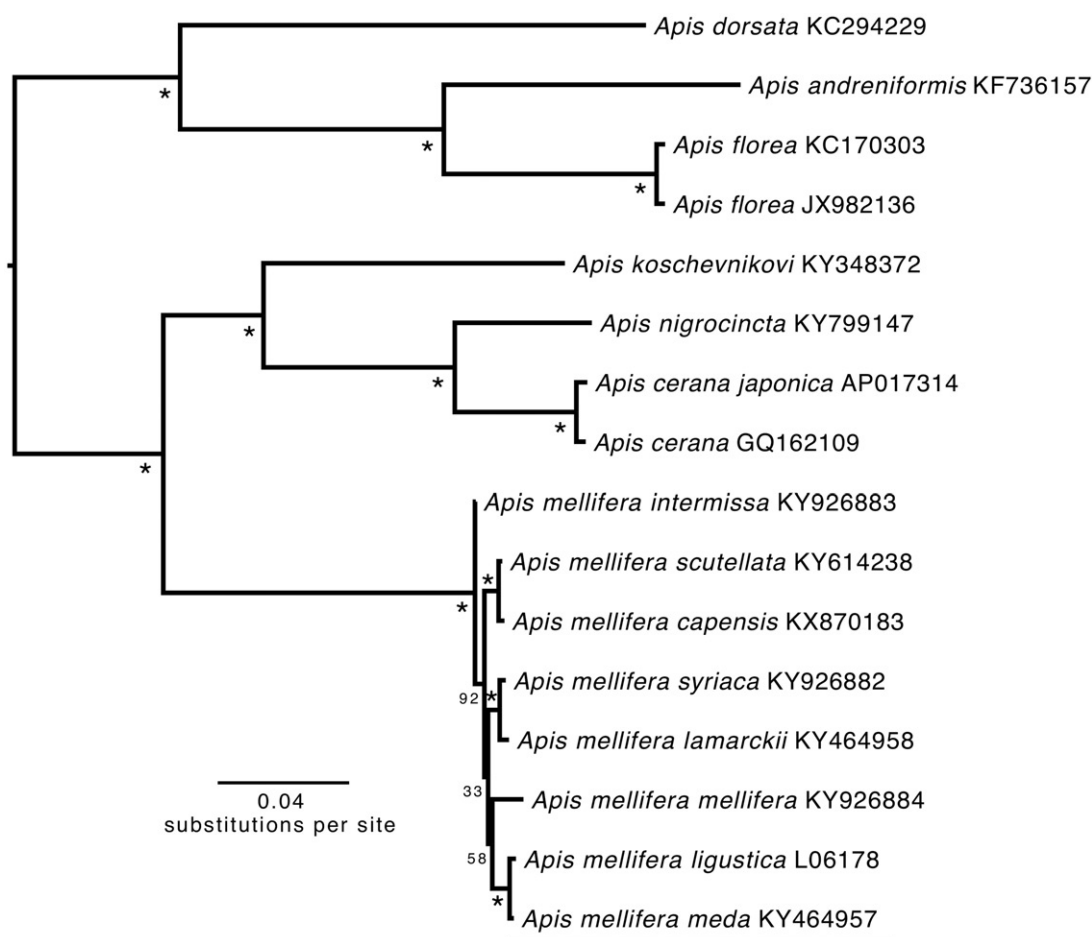 Apis dorsata KC294229
*
Apis andreniformis KF736157
*
Apis florea KC170303
*
Apis florea JX982136
Apis koschevnikovi KY348372
*
Apis nigrocincta KY799147
*
Apis cerana japonica AP017314
*
Apis cerana GQ162109
*
Apis mellifera intermissa KY926883
Apis mellifera scutellata KY614238
*
*
Apis mellifera capensis KX870183
Apis mellifera syriaca KY926882
92
*
Apis mellifera lamarckii KY464958
33
Apis mellifera mellifera KY926884
0.04
substitutions per site
58
Apis mellifera ligustica L06178
*
Apis mellifera meda KY464957